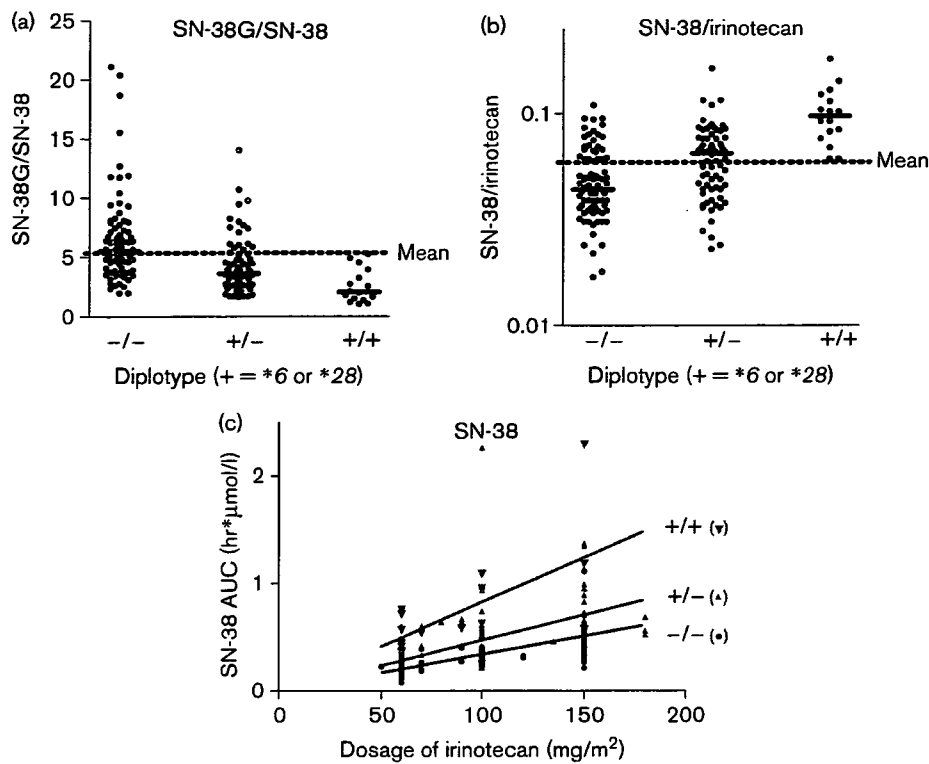 (a)
SN-38G/SN-38
25
20
15
10
5
0
SN-38G/SN-38
Mean
−/− +/− +/+
Diplotype (+ = *6 or *28)
(b)
SN-38/irinotecan
0.1
0.01
SN-38/irinotecan
Mean
−/− +/− +/+
Diplotype (+ = *6 or *28)
(c)
SN-38
2
1
0
SN-38 AUC (hr*μmol/l)
+/+ (▼)
+/− (▲)
−/− (●)
0 50 100 150 200
Dosage of irinotecan (mg/m²)